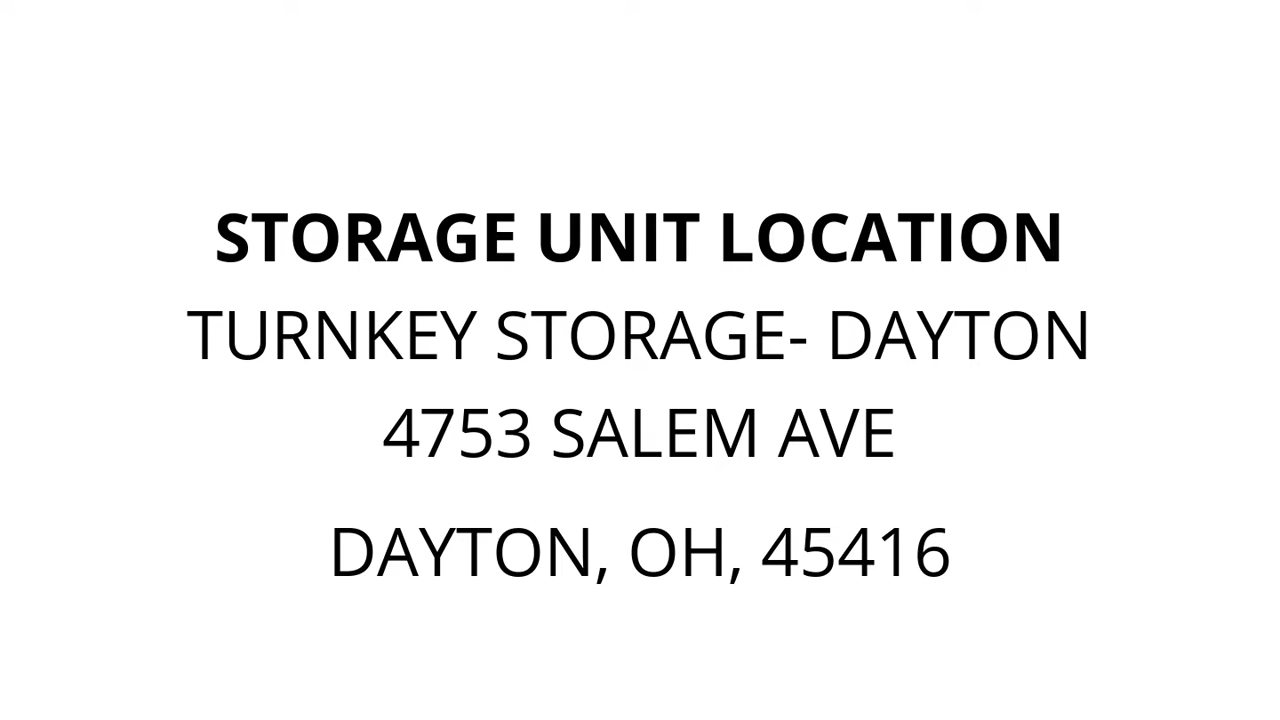 STORAGE UNIT LOCATION
TURNKEY STORAGE- DAYTON
4753 SALEM AVE
DAYTON, OH, 45416